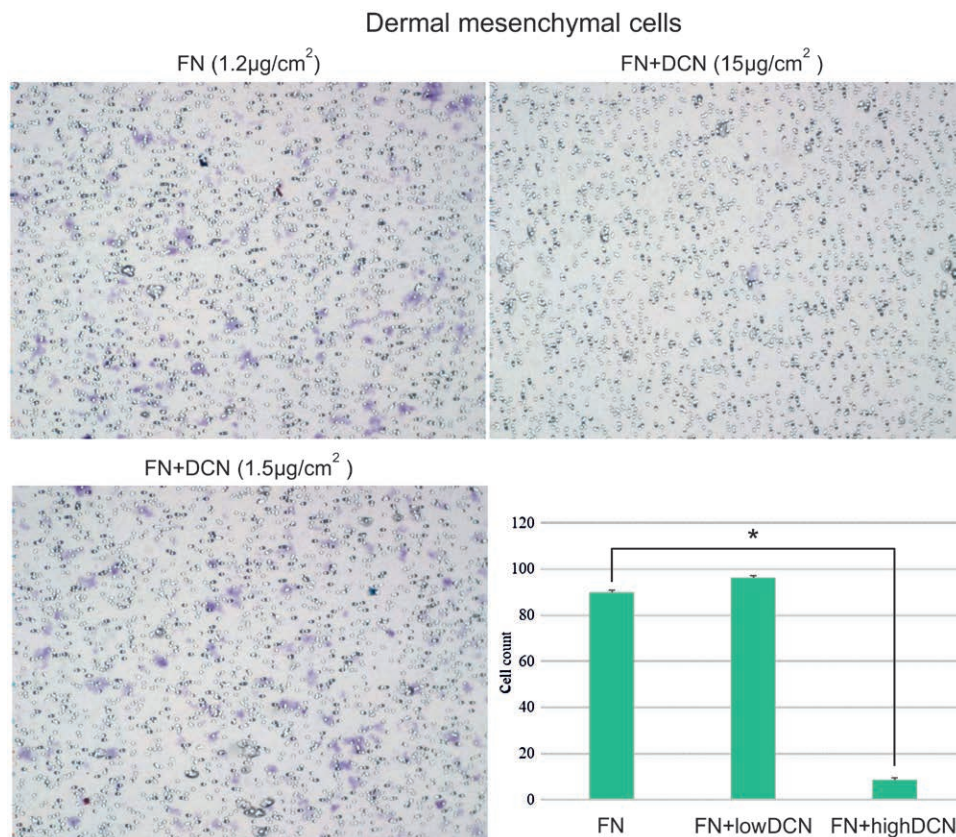 Dermal mesenchymal cells
FN (1.2µg/cm²)
FN+DCN (15µg/cm² )
FN+DCN (1.5µg/cm² )
120
100
80
60
40
20
0
Cell count
*
FN
FN+lowDCN
FN+highDCN